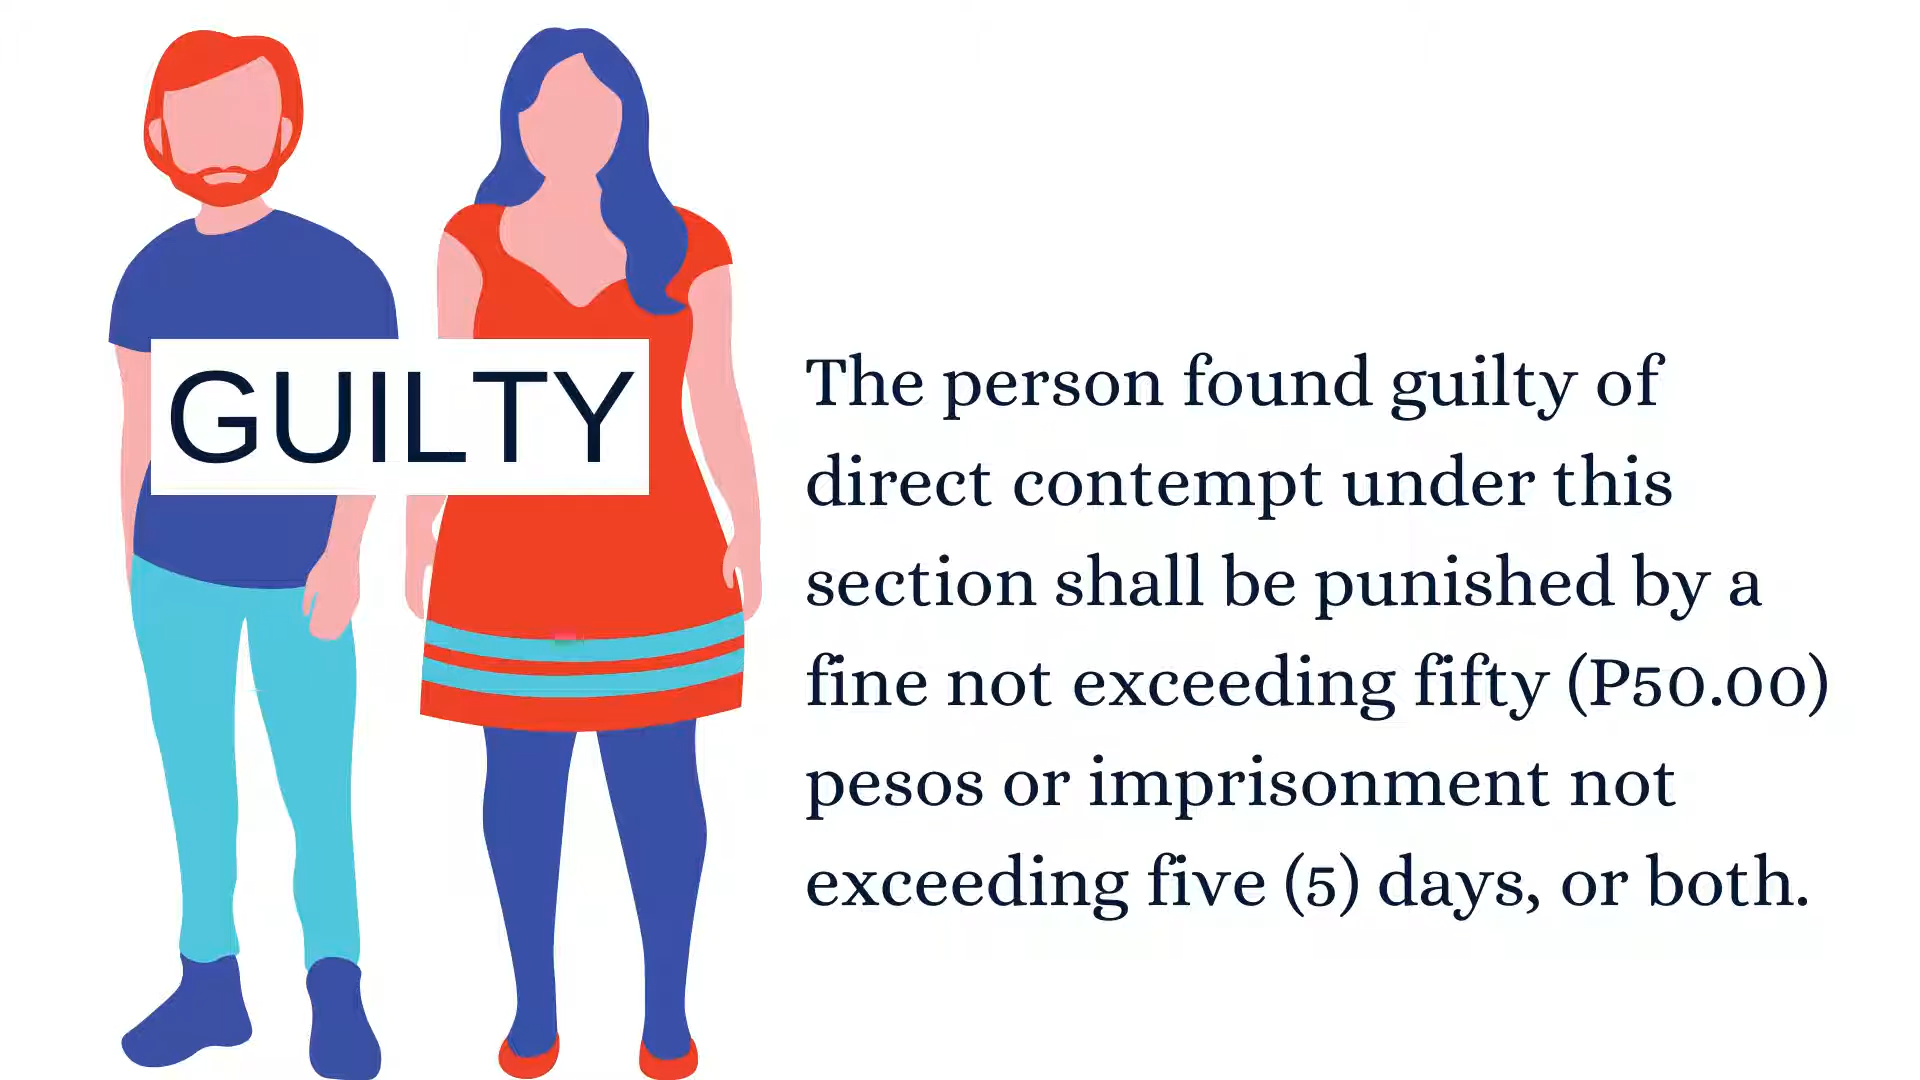 GUILTY
The person found guilty of
direct contempt under this
section shall be punished by a
fine not exceeding fifty (P50.00)
pesos or imprisonment not
exceeding five (5) days, or both.